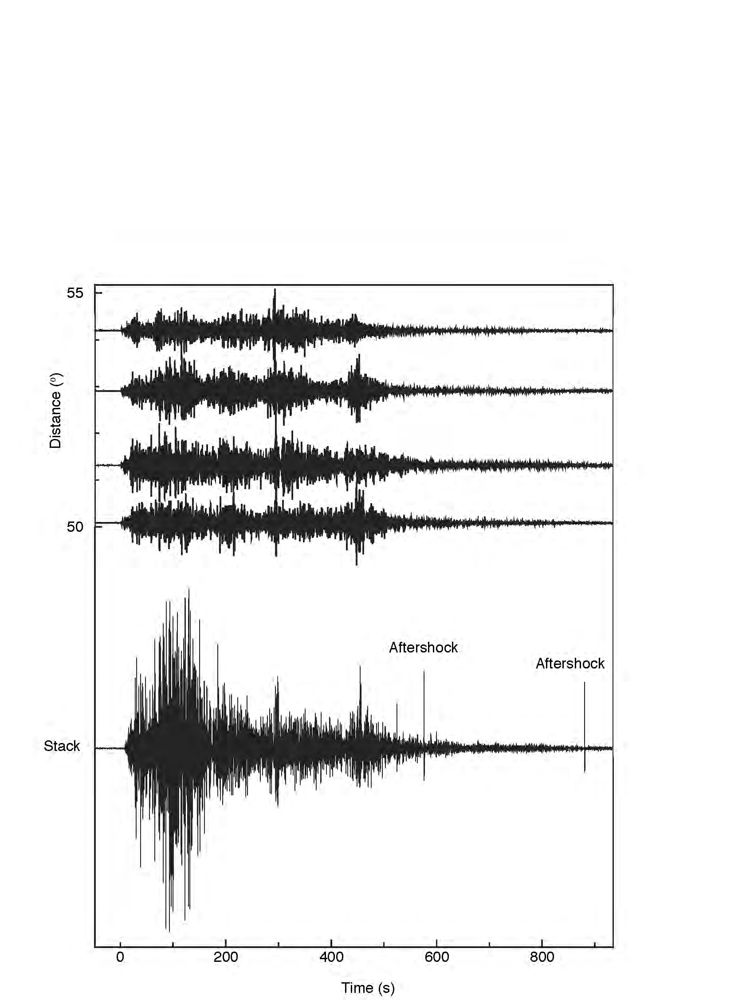 55
Distance (º)
50
Aftershock
Aftershock
Stack
0 200 400 600 800
Time (s)